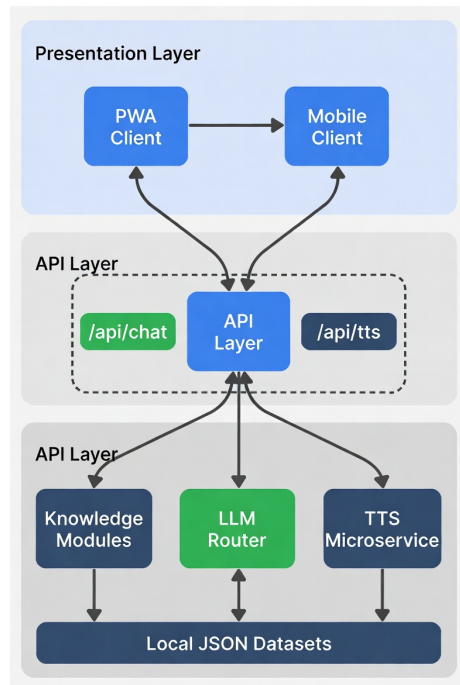 Presentation Layer
PWA
Client
Mobile
Client
API Layer
/api/chat
API
Layer
/api/tts
API Layer
Knowledge
Modules
LLM
Router
TTS
Microservice
Local JSON Datasets